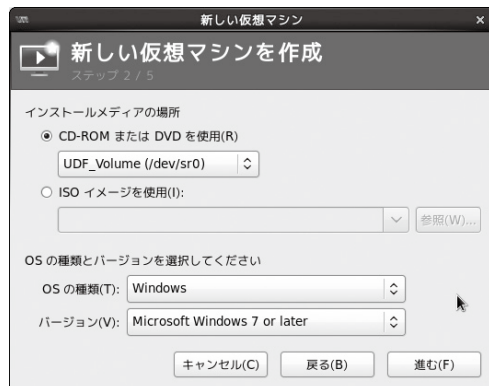 新しい仮想マシン
新しい仮想マシンを作成
ステップ 2 / 5
インストールメディアの場所
CD-ROM または DVD を使用(R)
UDF_Volume (/dev/sr0)
ISO イメージを使用(I):
参照(W)...
OS の種類とバージョンを選択してください
OS の種類(T): Windows
バージョン(V): Microsoft Windows 7 or later
キャンセル(C) 戻る(B) 進む(F)